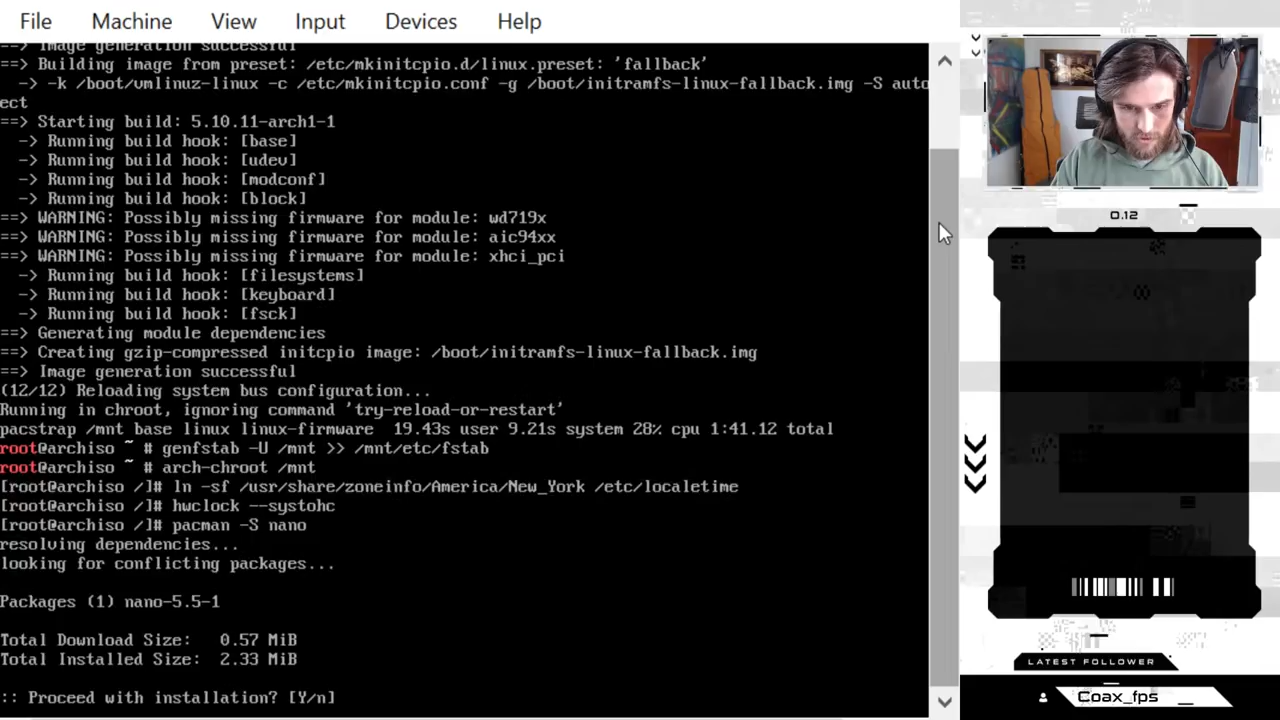 File Machine View Input Devices Help
==> Image generation successful
==> Building image from preset: /etc/mkinitcpio.d/linux.preset: 'fallback'
-> -k /boot/vmlinuz-linux -c /etc/mkinitcpio.conf -g /boot/initramfs-linux-fallback.img -S auto
ect
==> Starting build: 5.10.11-arch1-1
-> Running build hook: [base]
-> Running build hook: [udev]
-> Running build hook: [modconf]
-> Running build hook: [block]
==> WARNING: Possibly missing firmware for module: wd719x
==> WARNING: Possibly missing firmware for module: aic94xx
==> WARNING: Possibly missing firmware for module: xhci_pci
-> Running build hook: [filesystems]
-> Running build hook: [keyboard]
-> Running build hook: [fsck]
==> Generating module dependencies
==> Creating gzip-compressed initcpio image: /boot/initramfs-linux-fallback.img
==> Image generation successful
(12/12) Reloading system bus configuration...
Running in chroot, ignoring command 'try-reload-or-restart'
pacstrap /mnt base linux linux-firmware 19.43s user 9.21s system 28% cpu 1:41.12 total
root@archiso ~ # genfstab -U /mnt >> /mnt/etc/fstab
root@archiso ~ # arch-chroot /mnt
[root@archiso /]# ln -sf /usr/share/zoneinfo/America/New_York /etc/localetime
[root@archiso /]# hwclock --systohc
[root@archiso /]# pacman -S nano
resolving dependencies...
looking for conflicting packages...
Packages (1) nano-5.5-1
Total Download Size: 0.57 MiB
Total Installed Size: 2.33 MiB
:: Proceed with installation? [Y/n]
0.12
LATEST FOLLOWER
Coax_fps